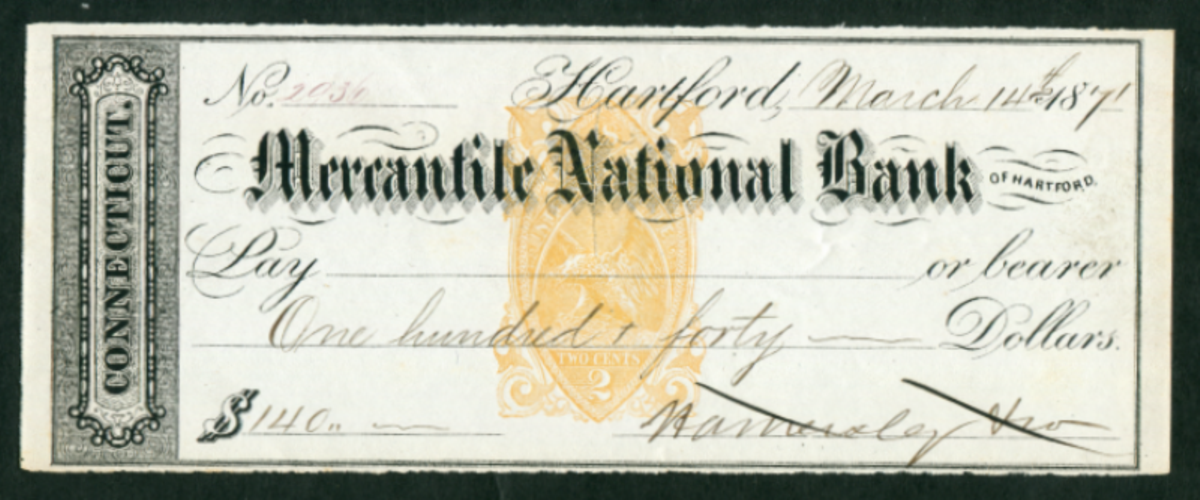 CONNECTICUT.
No. 2036 Hartford, March 14th 1871
Mercantile National Bank OF HARTFORD.
Pay or bearer
One hundred + forty Dollars.
TWO CENTS
2
$ 140..